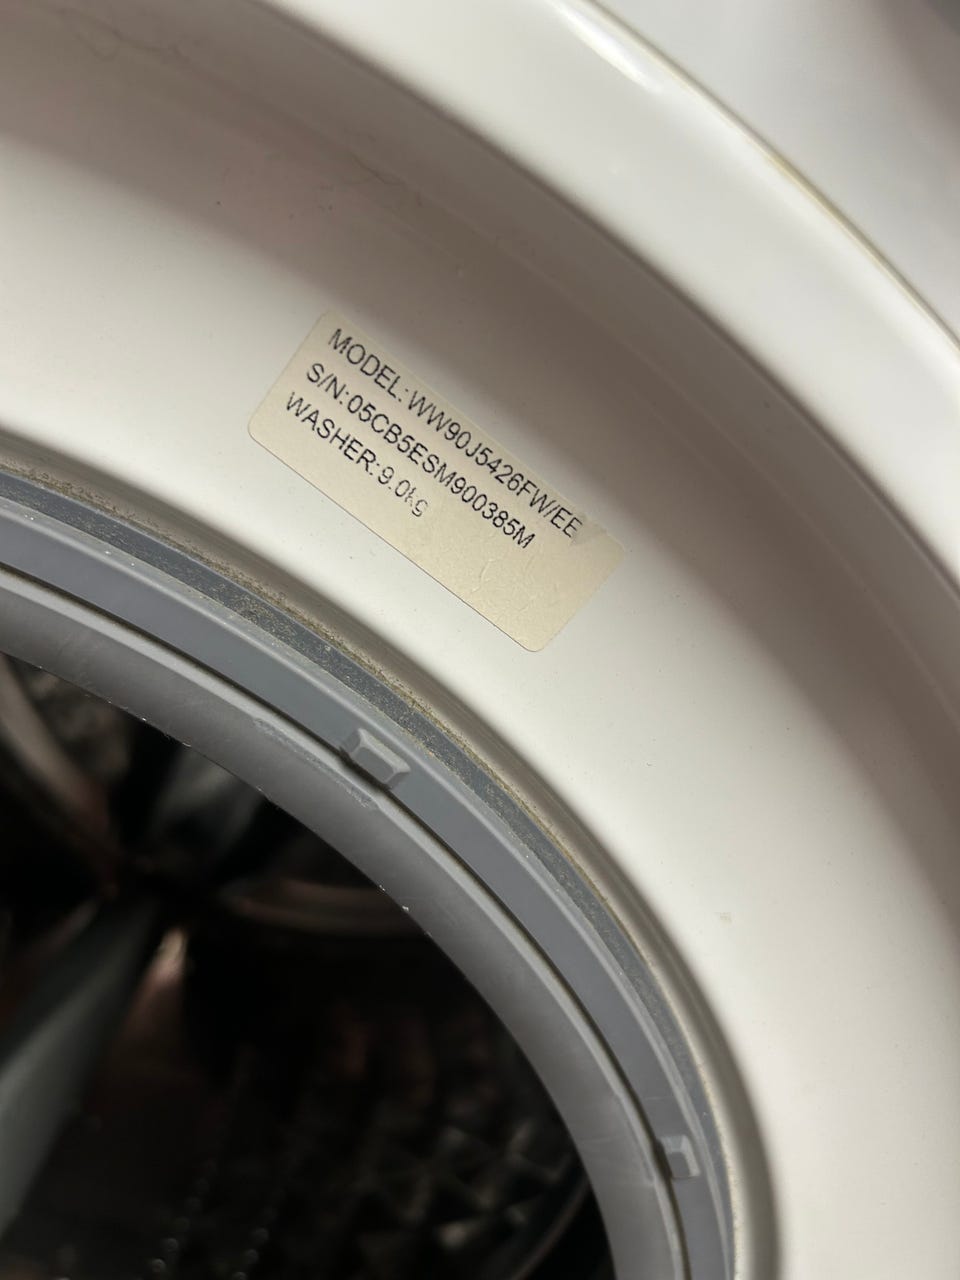 MODEL:WW90J5426FW/EE
S/N:05CB5ESM900385M
WASHER:9.0kg